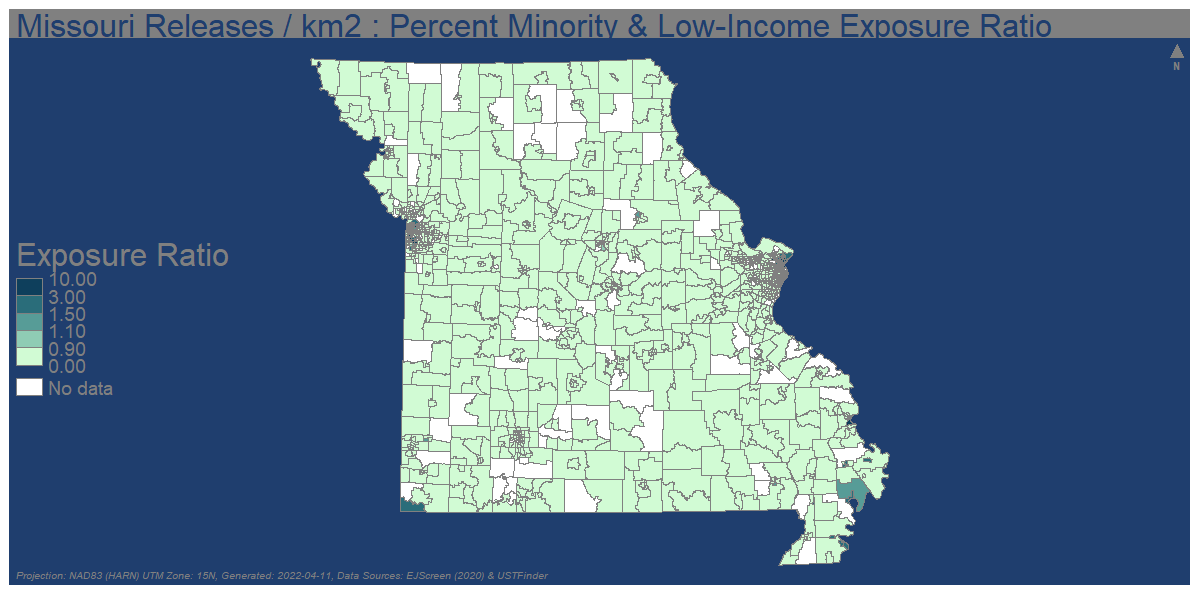 Missouri Releases / km2 : Percent Minority & Low-Income Exposure Ratio
N
Exposure Ratio
10.00
3.00
1.50
1.10
0.90
0.00
No data
Projection: NAD83 (HARN) UTM Zone: 15N, Generated: 2022-04-11, Data Sources: EJScreen (2020) & USTFinder